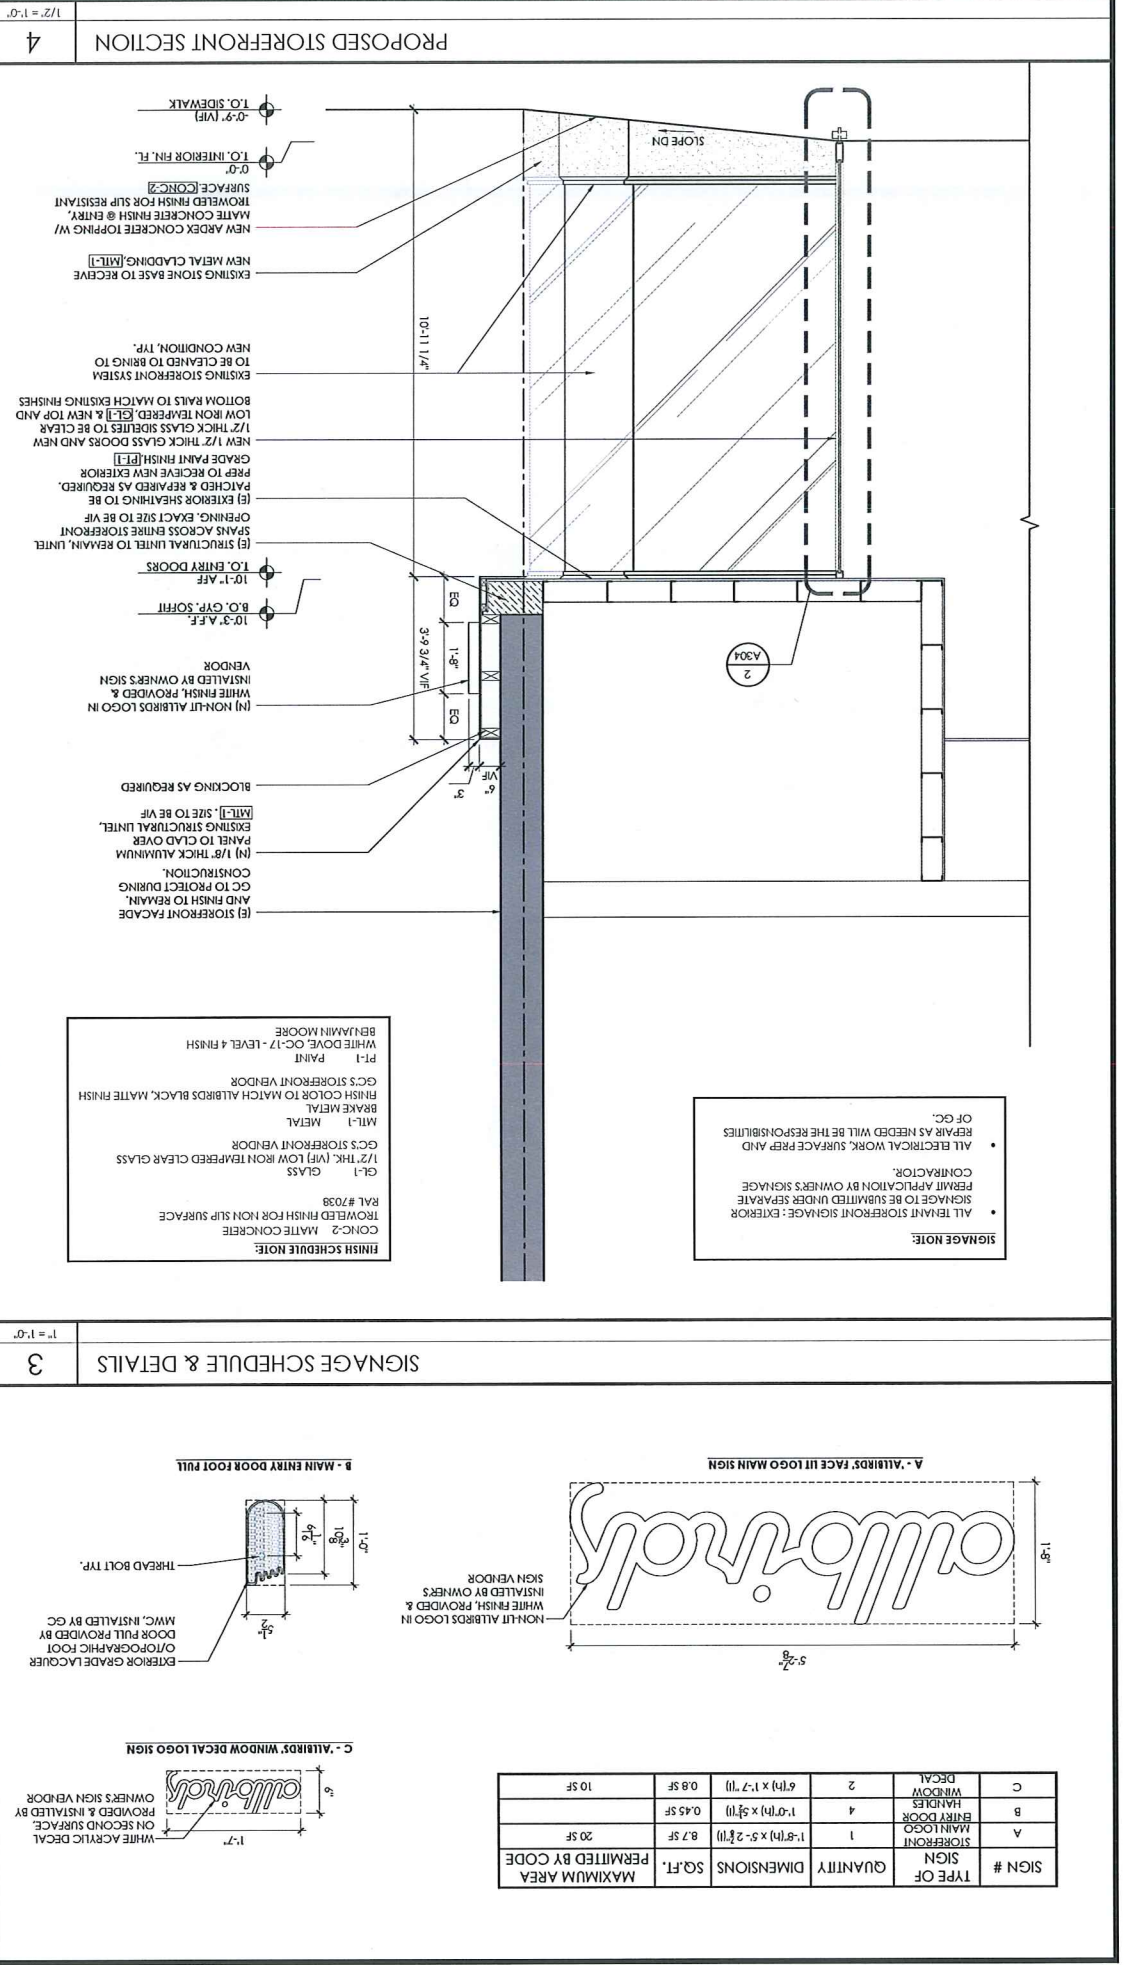 SIGN #
TYPE OF
SIGN
QUANTITY
DIMENSIONS
SQ.FT.
MAXIMUM AREA
PERMITTED BY CODE
A
STOREFRONT
MAIN LOGO
1
1'-8"(h) x 5'- 2⅞"(l)
8.7 SF
20 SF
B
ENTRY DOOR
HANDLES
4
1'-0"(h) x 5½"(l)
0.45 SF
C
WINDOW
DECAL
2
6"(h) x 1'-7"(l)
0.8 SF
10 SF
1'-7"
6"
allbirds
WHITE ACRYLIC DECAL
ON SECOND SURFACE,
PROVIDED & INSTALLED BY
OWNER'S SIGN VENDOR
C - 'ALLBIRDS' WINDOW DECAL LOGO SIGN
5'-2⅞"
1'-8"
allbirds
NON-LIT ALLBIRDS LOGO IN
WHITE FINISH, PROVIDED &
INSTALLED BY OWNER'S
SIGN VENDOR
A - 'ALLBIRDS' FACE LIT LOGO MAIN SIGN
5½"
1'-0"
10⅜"
6 1/16"
EXTERIOR GRADE LACQUER
O/TOPOGRAPHIC FOOT
DOOR PULL PROVIDED BY
MWC, INSTALLED BY GC
THREAD BOLT TYP.
B - MAIN ENTRY DOOR FOOT PULL
SIGNAGE SCHEDULE & DETAILS
3
1" = 1'-0"
SIGNAGE NOTE:
• ALL TENANT STOREFRONT SIGNAGE : EXTERIOR
SIGNAGE TO BE SUBMITTED UNDER SEPARATE
PERMIT APPLICATION BY OWNER'S SIGNAGE
CONTRACTOR.
• ALL ELECTRICAL WORK, SURFACE PREP AND
REPAIR AS NEEDED WILL BE THE RESPONSIBILITIES
OF GC.
FINISH SCHEDULE NOTE:
CONC-2 MATTE CONCRETE
TROWELED FINISH FOR NON SLIP SURFACE
RAL #7038
GL-1 GLASS
1/2" THK. (VIF) LOW IRON TEMPERED CLEAR GLASS
GC'S STOREFRONT VENDOR
MTL-1 METAL
BRAKE METAL
FINISH COLOR TO MATCH ALLBIRDS BLACK, MATTE FINISH
GC'S STOREFRONT VENDOR
PT-1 PAINT
WHITE DOVE, OC-17 - LEVEL 4 FINISH
BENJAMIN MOORE
(E) STOREFRONT FACADE
AND FINISH TO REMAIN.
GC TO PROTECT DURING
CONSTRUCTION.
(N) 1/8" THICK ALUMINUM
PANEL TO CLAD OVER
EXISTING STRUCTURAL LINTEL,
MTL-1. SIZE TO BE VIF
BLOCKING AS REQUIRED
6"
VIF
3"
(N) NON-LIT ALLBIRDS LOGO IN
WHITE FINISH, PROVIDED &
INSTALLED BY OWNER'S SIGN
VENDOR
EQ
1'-8"
EQ
3'-9 3/4" VIF
2
A304
10'-3" A.F.F.
B.O. GYP. SOFFIT
10'-1" AFF
T.O. ENTRY DOORS
(E) STRUCTURAL LINTEL TO REMAIN, LINTEL
SPANS ACROSS ENTIRE STOREFRONT
OPENING. EXACT SIZE TO BE VIF
(E) EXTERIOR SHEATHING TO BE
PATCHED & REPAIRED AS REQUIRED.
PREP TO RECIEVE NEW EXTERIOR
GRADE PAINT FINISH, PT-1
NEW 1/2" THICK GLASS DOORS AND NEW
1/2" THICK GLASS SIDELITES TO BE CLEAR
LOW IRON TEMPERED, GL-1 & NEW TOP AND
BOTTOM RAILS TO MATCH EXISTING FINISHES
EXISTING STOREFRONT SYSTEM
TO BE CLEANED TO BRING TO
NEW CONDITION, TYP.
10'-11 1/4"
EXISTING STONE BASE TO RECEIVE
NEW METAL CLADDING, MTL-1
NEW ARDEX CONCRETE TOPPING W/
MATTE CONCRETE FINISH @ ENTRY,
TROWELED FINISH FOR SLIP RESISTANT
SURFACE, CONC-2
0'-0"
T.O. INTERIOR FIN. FL.
SLOPE DN
-0'-9" (VIF)
T.O. SIDEWALK
PROPOSED STOREFRONT SECTION
4
1/2" = 1'-0"